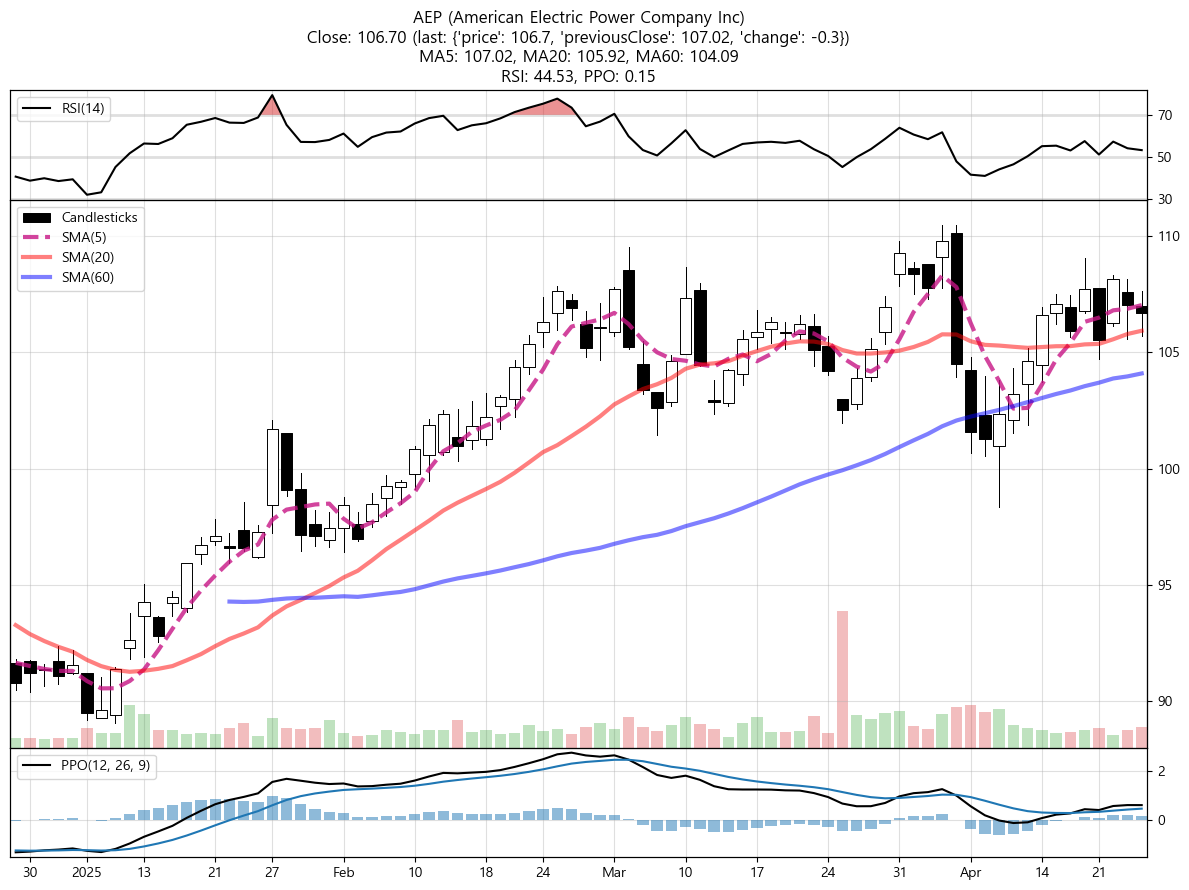 AEP (American Electric Power Company Inc)
Close: 106.70 (last: {'price': 106.7, 'previousClose': 107.02, 'change': -0.3})
MA5: 107.02, MA20: 105.92, MA60: 104.09
RSI: 44.53, PPO: 0.15
RSI(14)
70
50
30
Candlesticks
SMA(5)
SMA(20)
SMA(60)
110
105
100
95
90
PPO(12, 26, 9)
2
0
30 2025 13 21 27 Feb 10 18 24 Mar 10 17 24 31 Apr 14 21